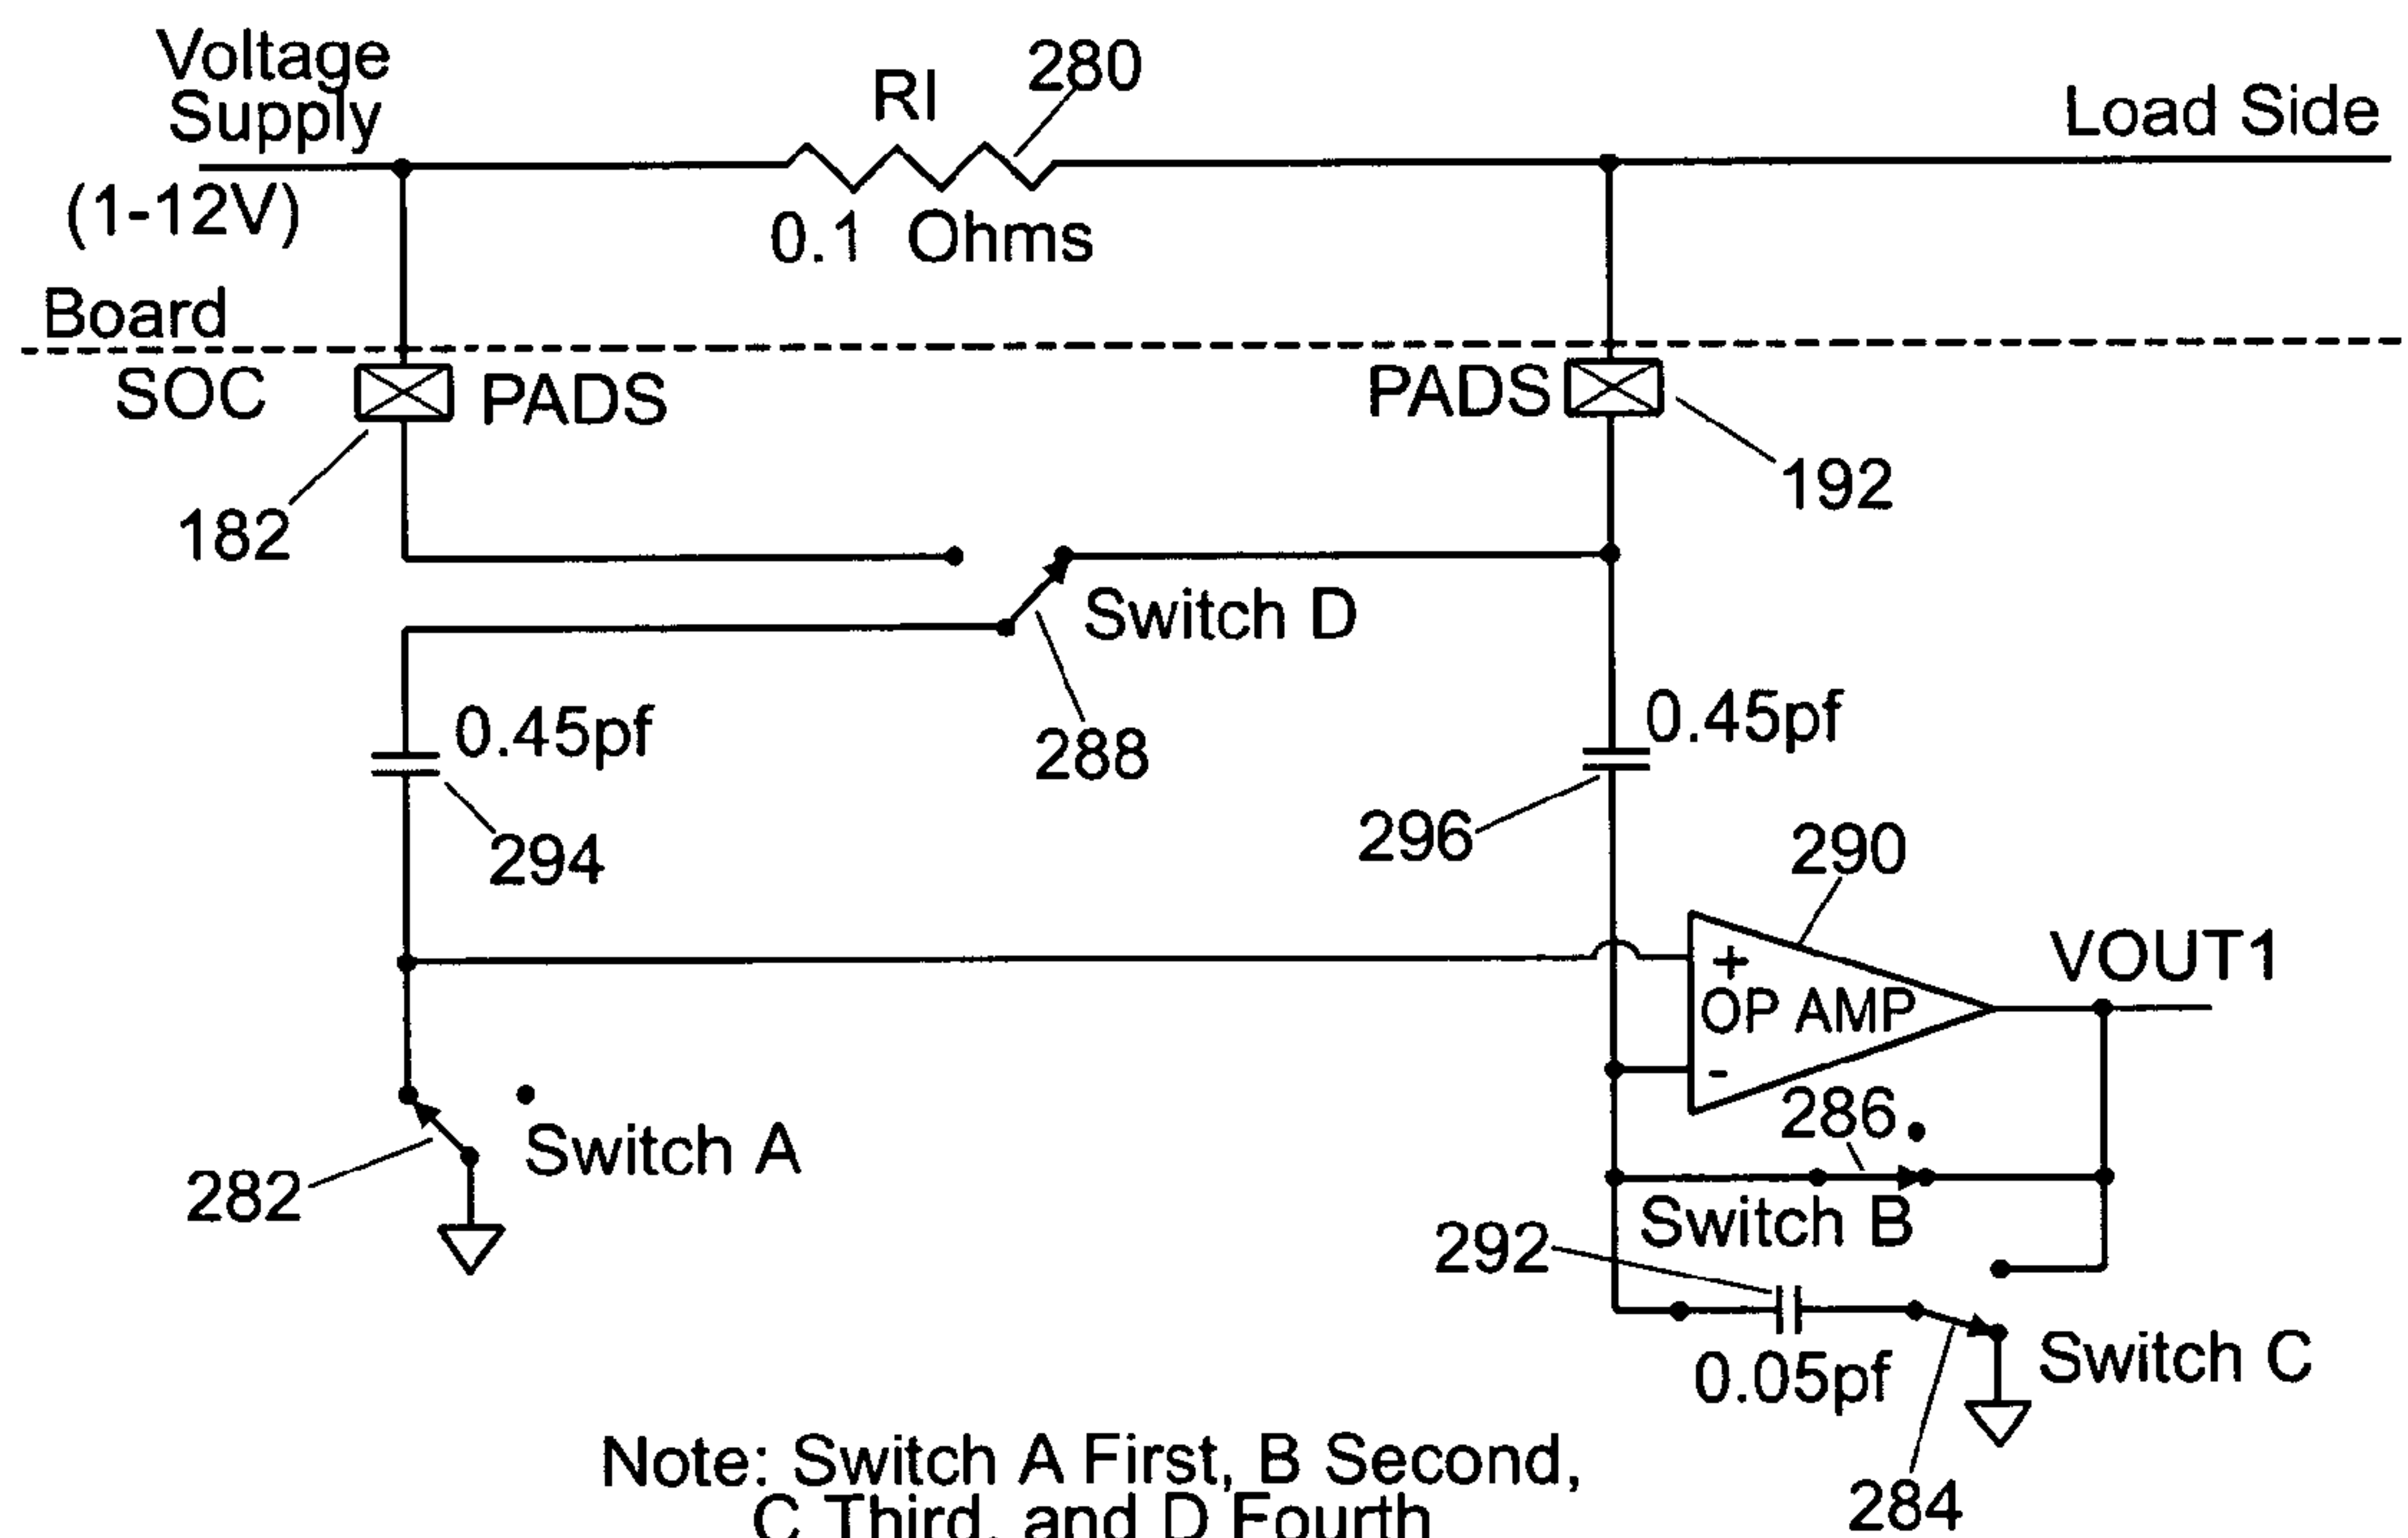 Voltage
Supply
(1-12V)
RI
280
0.1 Ohms
Load Side
Board
SOC
PADS
PADS
182
192
Switch D
288
0.45pf
294
0.45pf
296
290
+
OP AMP
-
VOUT1
286
Switch A
282
Switch B
292
0.05pf
Switch C
284
Note: Switch A First, B Second,
C Third, and D Fourth